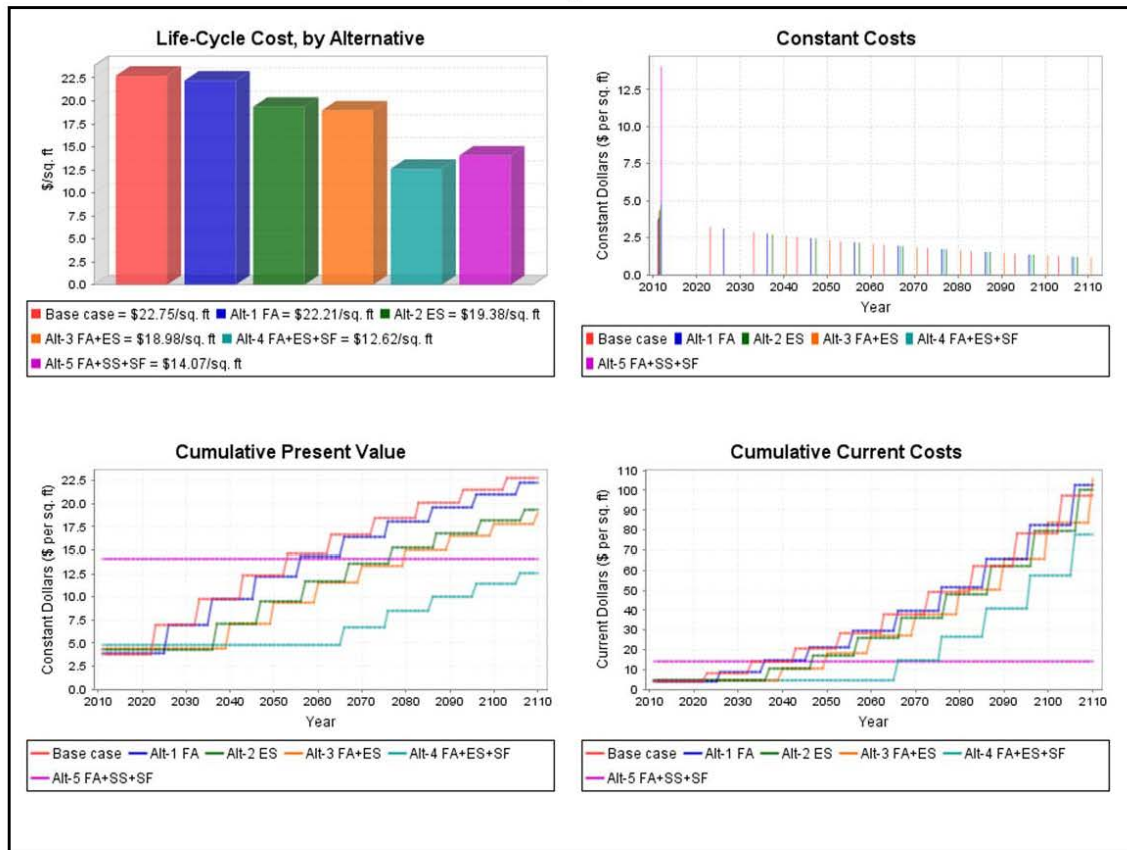 Life-Cycle Cost, by Alternative
$/sq. ft
22.5
20.0
17.5
15.0
12.5
10.0
7.5
5.0
2.5
0.0
Base case = $22.75/sq. ft Alt-1 FA = $22.21/sq. ft Alt-2 ES = $19.38/sq. ft
Alt-3 FA+ES = $18.98/sq. ft Alt-4 FA+ES+SF = $12.62/sq. ft
Alt-5 FA+SS+SF = $14.07/sq. ft
Constant Costs
Constant Dollars ($ per sq. ft)
12.5
10.0
7.5
5.0
2.5
0.0
2010 2020 2030 2040 2050 2060 2070 2080 2090 2100 2110
Year
Base case Alt-1 FA Alt-2 ES Alt-3 FA+ES Alt-4 FA+ES+SF
Alt-5 FA+SS+SF
Cumulative Present Value
Constant Dollars ($ per sq. ft)
22.5
20.0
17.5
15.0
12.5
10.0
7.5
5.0
2.5
0.0
2010 2020 2030 2040 2050 2060 2070 2080 2090 2100 2110
Year
Base case Alt-1 FA Alt-2 ES Alt-3 FA+ES Alt-4 FA+ES+SF
Alt-5 FA+SS+SF
Cumulative Current Costs
Current Dollars ($ per sq. ft)
110
100
90
80
70
60
50
40
30
20
10
0
2010 2020 2030 2040 2050 2060 2070 2080 2090 2100 2110
Year
Base case Alt-1 FA Alt-2 ES Alt-3 FA+ES Alt-4 FA+ES+SF
Alt-5 FA+SS+SF